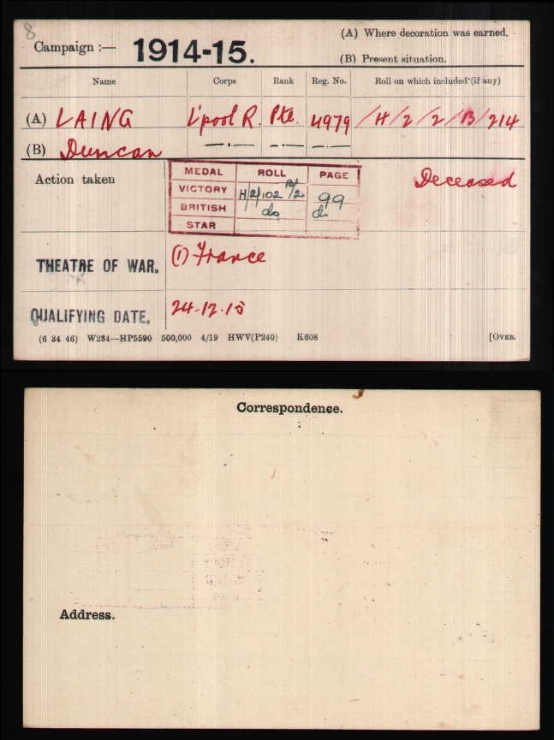 8
(A) Where decoration was earned.
Campaign :— 1914-15.
(B) Present situation.
Name Corps Rank Reg. No. Roll on which included (if any)
(A) LAING L'pool R. Pte. 4979 /H/2/2/B/214
(B) Duncan —·— —·—
Action taken
MEDAL ROLL PAGE
VICTORY H/2/102 B/2 99
BRITISH do do
STAR
Deceased
THEATRE OF WAR. (1) France
QUALIFYING DATE. 24.12.15
(6 34 46) W234—HP5590 500,000 4/19 HWV(P240) K608 [OVER.
Correspondence.
Address.